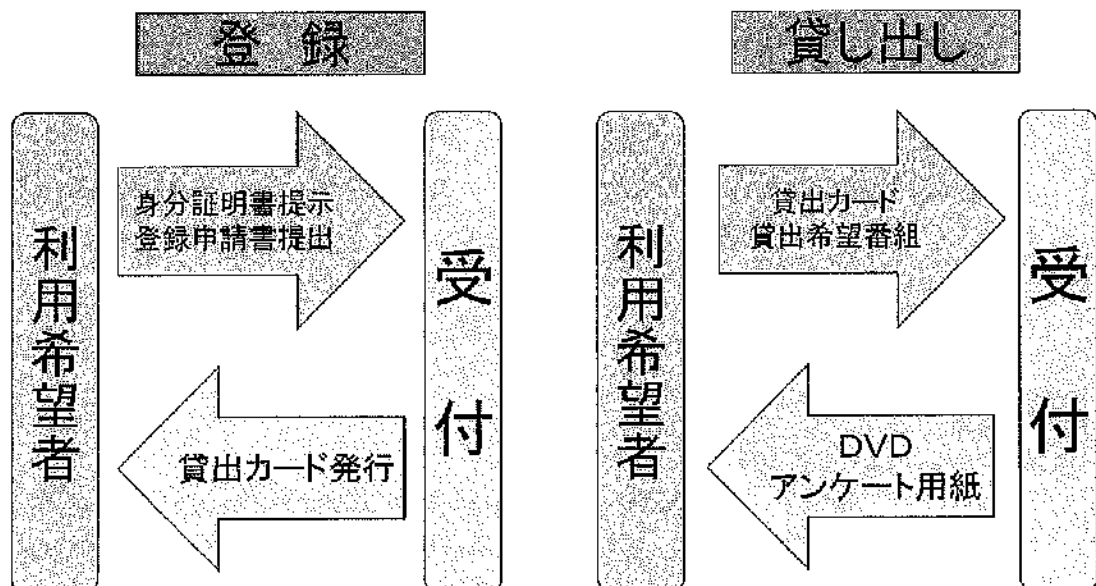 登 録
利用希望者
身分証明書提示
登録申請書提出
受付
貸出カード発行
貸し出し
利用希望者
貸出カード
貸出希望番組
受付
DVD
アンケート用紙